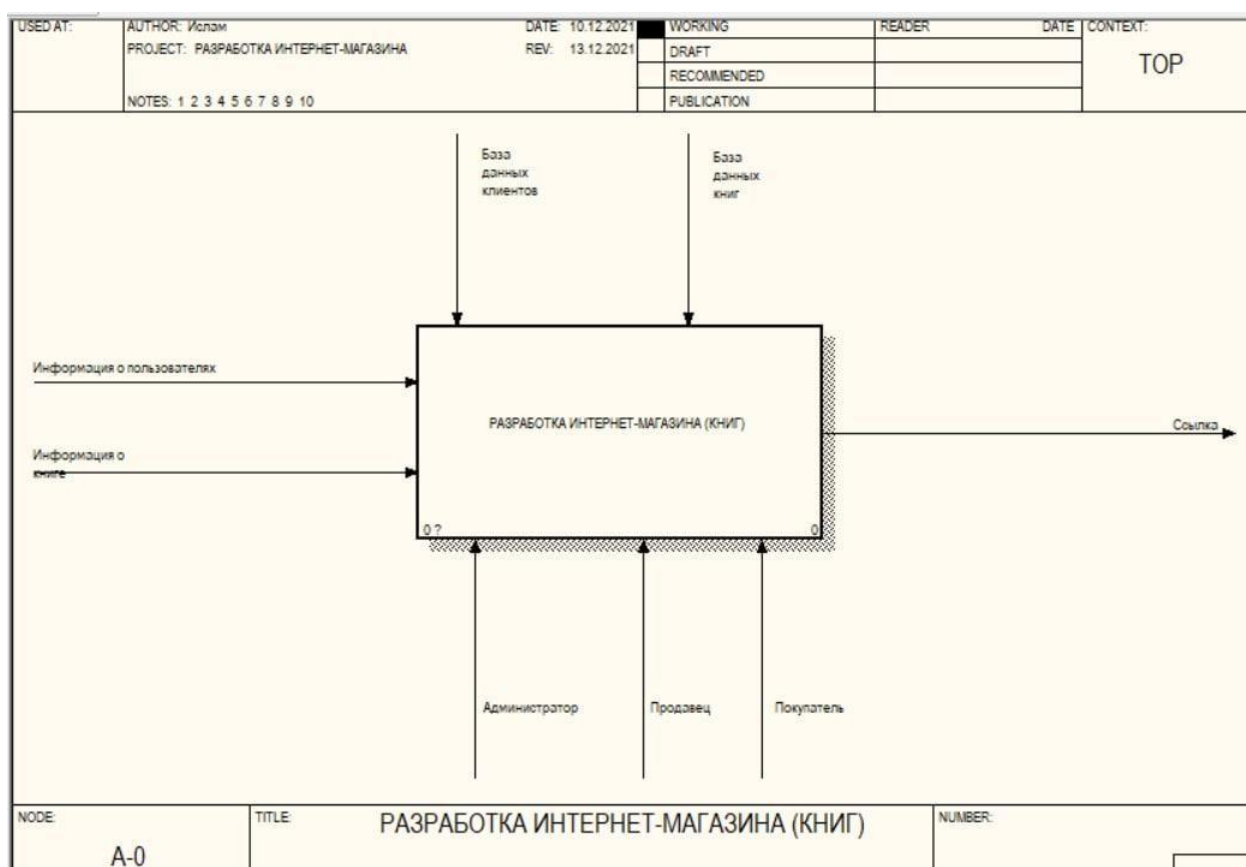 USED AT:
AUTHOR: Ислам
DATE: 10.12.2021
PROJECT: РАЗРАБОТКА ИНТЕРНЕТ-МАГАЗИНА
REV: 13.12.2021
NOTES: 1 2 3 4 5 6 7 8 9 10
WORKING
DRAFT
RECOMMENDED
PUBLICATION
READER
DATE
CONTEXT:
TOP
База
данных
клиентов
База
данных
книг
Информация о пользователях
Информация о
книге
РАЗРАБОТКА ИНТЕРНЕТ-МАГАЗИНА (КНИГ)
0 ?
0
Ссылка
Администратор
Продавец
Покупатель
NODE:
A-0
TITLE:
РАЗРАБОТКА ИНТЕРНЕТ-МАГАЗИНА (КНИГ)
NUMBER: